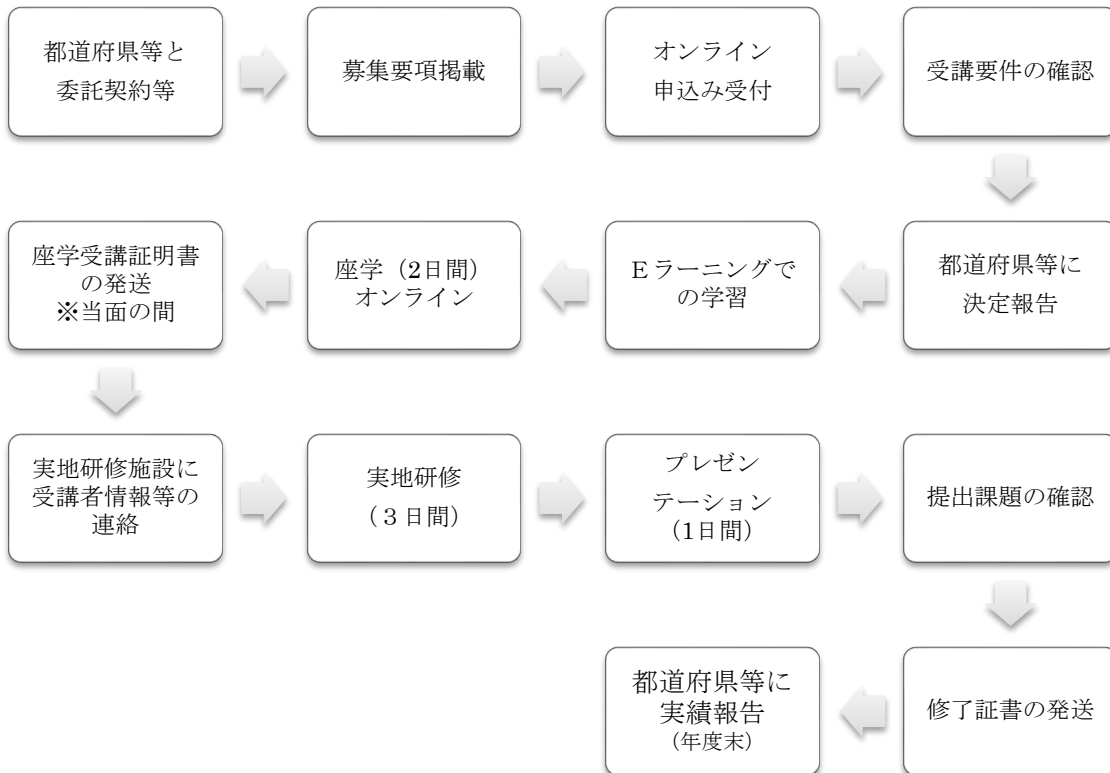 都道府県等と
委託契約等
募集要項掲載
オンライン
申込み受付
受講要件の確認
都道府県等に
決定報告
Eラーニングで
の学習
座学（2日間）
オンライン
座学受講証明書
の発送
※当面の間
実地研修施設に
受講者情報等の
連絡
実地研修
（３日間）
プレゼン
テーション
（1日間）
提出課題の確認
修了証書の発送
都道府県等に
実績報告
（年度末）